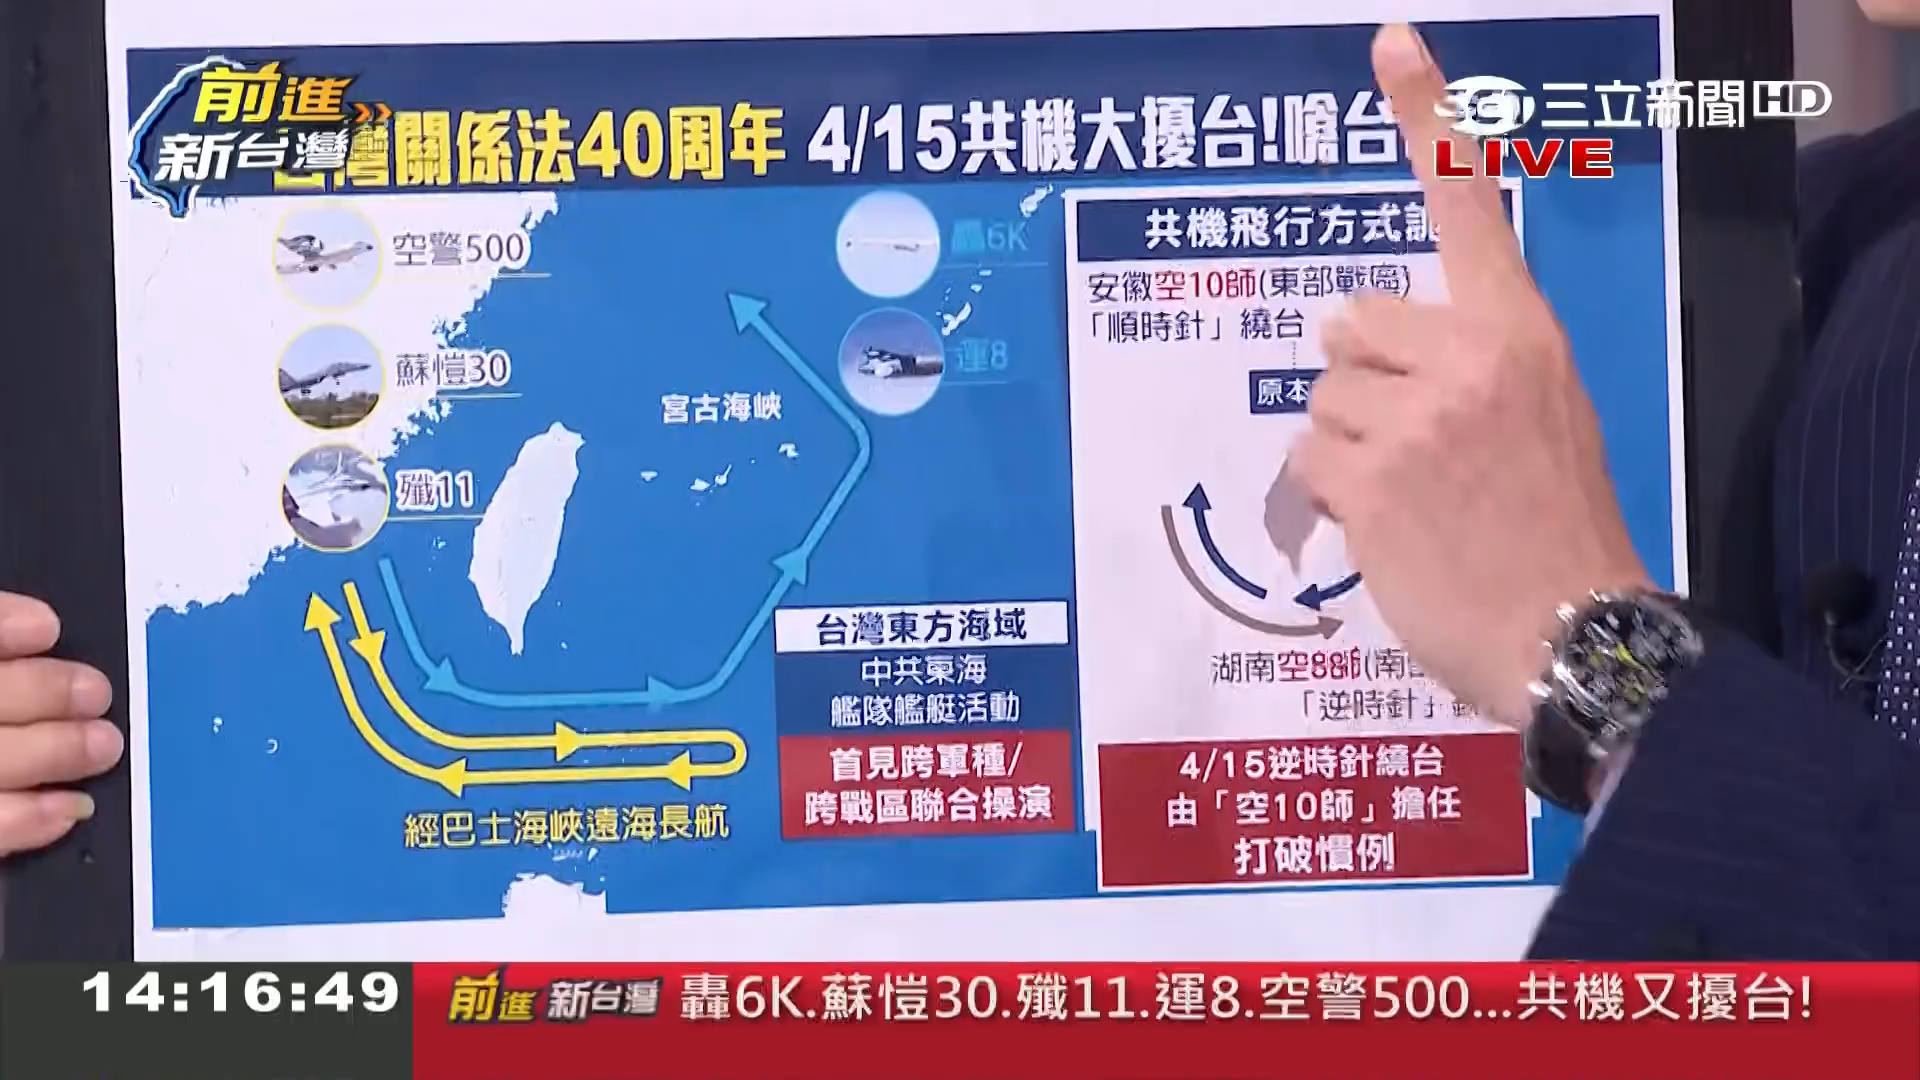 前進
新台灣
灣關係法40周年 4/15共機大擾台!嗆台
三立新聞HD
LIVE
空警500
蘇愷30
殲11
轟6K
運8
宮古海峽
經巴士海峽遠海長航
台灣東方海域
中共東海
艦隊艦艇活動
首見跨軍種/
跨戰區聯合操演
共機飛行方式
安徽空10師(東部戰區)
「順時針」繞台
原本
湖南空8師(南
「逆時針」
4/15逆時針繞台
由「空10師」擔任
打破慣例
14:16:49
前進新台灣 轟6K.蘇愷30.殲11.運8.空警500...共機又擾台!